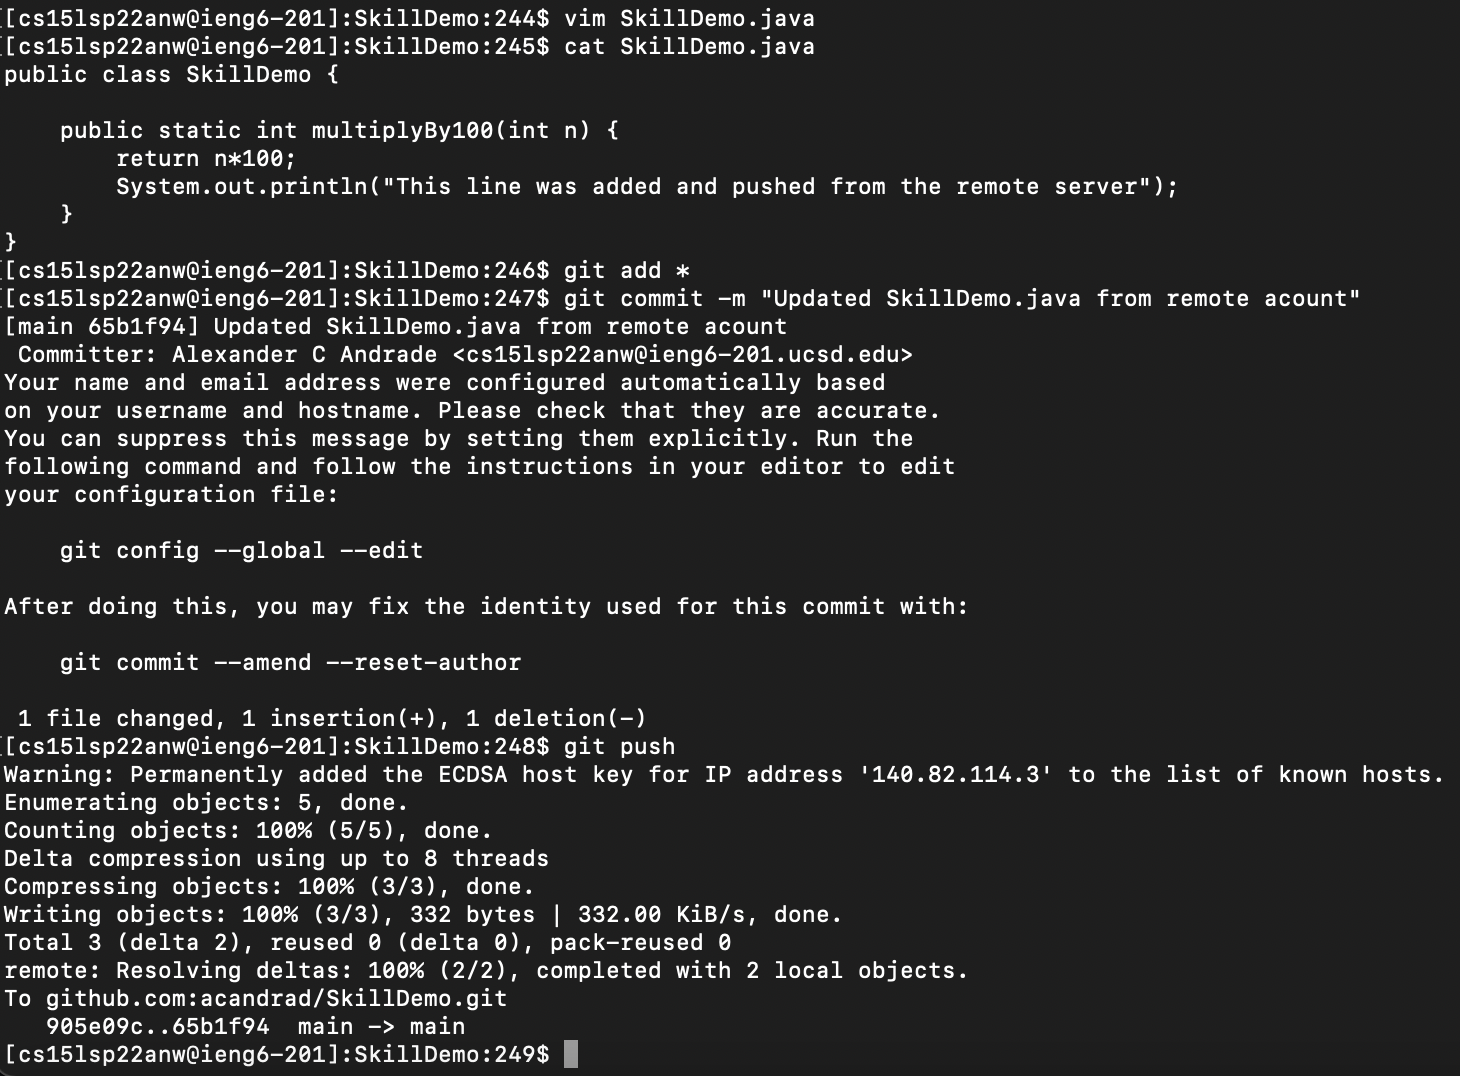 [cs15lsp22anw@ieng6-201]:SkillDemo:244$ vim SkillDemo.java
[cs15lsp22anw@ieng6-201]:SkillDemo:245$ cat SkillDemo.java
public class SkillDemo {
    public static int multiplyBy100(int n) {
        return n*100;
        System.out.println("This line was added and pushed from the remote server");
    }
}
[cs15lsp22anw@ieng6-201]:SkillDemo:246$ git add *
[cs15lsp22anw@ieng6-201]:SkillDemo:247$ git commit -m "Updated SkillDemo.java from remote acount"
[main 65b1f94] Updated SkillDemo.java from remote acount
 Committer: Alexander C Andrade <cs15lsp22anw@ieng6-201.ucsd.edu>
Your name and email address were configured automatically based
on your username and hostname. Please check that they are accurate.
You can suppress this message by setting them explicitly. Run the
following command and follow the instructions in your editor to edit
your configuration file:
    git config --global --edit
After doing this, you may fix the identity used for this commit with:
    git commit --amend --reset-author
 1 file changed, 1 insertion(+), 1 deletion(-)
[cs15lsp22anw@ieng6-201]:SkillDemo:248$ git push
Warning: Permanently added the ECDSA host key for IP address '140.82.114.3' to the list of known hosts.
Enumerating objects: 5, done.
Counting objects: 100% (5/5), done.
Delta compression using up to 8 threads
Compressing objects: 100% (3/3), done.
Writing objects: 100% (3/3), 332 bytes | 332.00 KiB/s, done.
Total 3 (delta 2), reused 0 (delta 0), pack-reused 0
remote: Resolving deltas: 100% (2/2), completed with 2 local objects.
To github.com:acandrad/SkillDemo.git
   905e09c..65b1f94  main -> main
[cs15lsp22anw@ieng6-201]:SkillDemo:249$